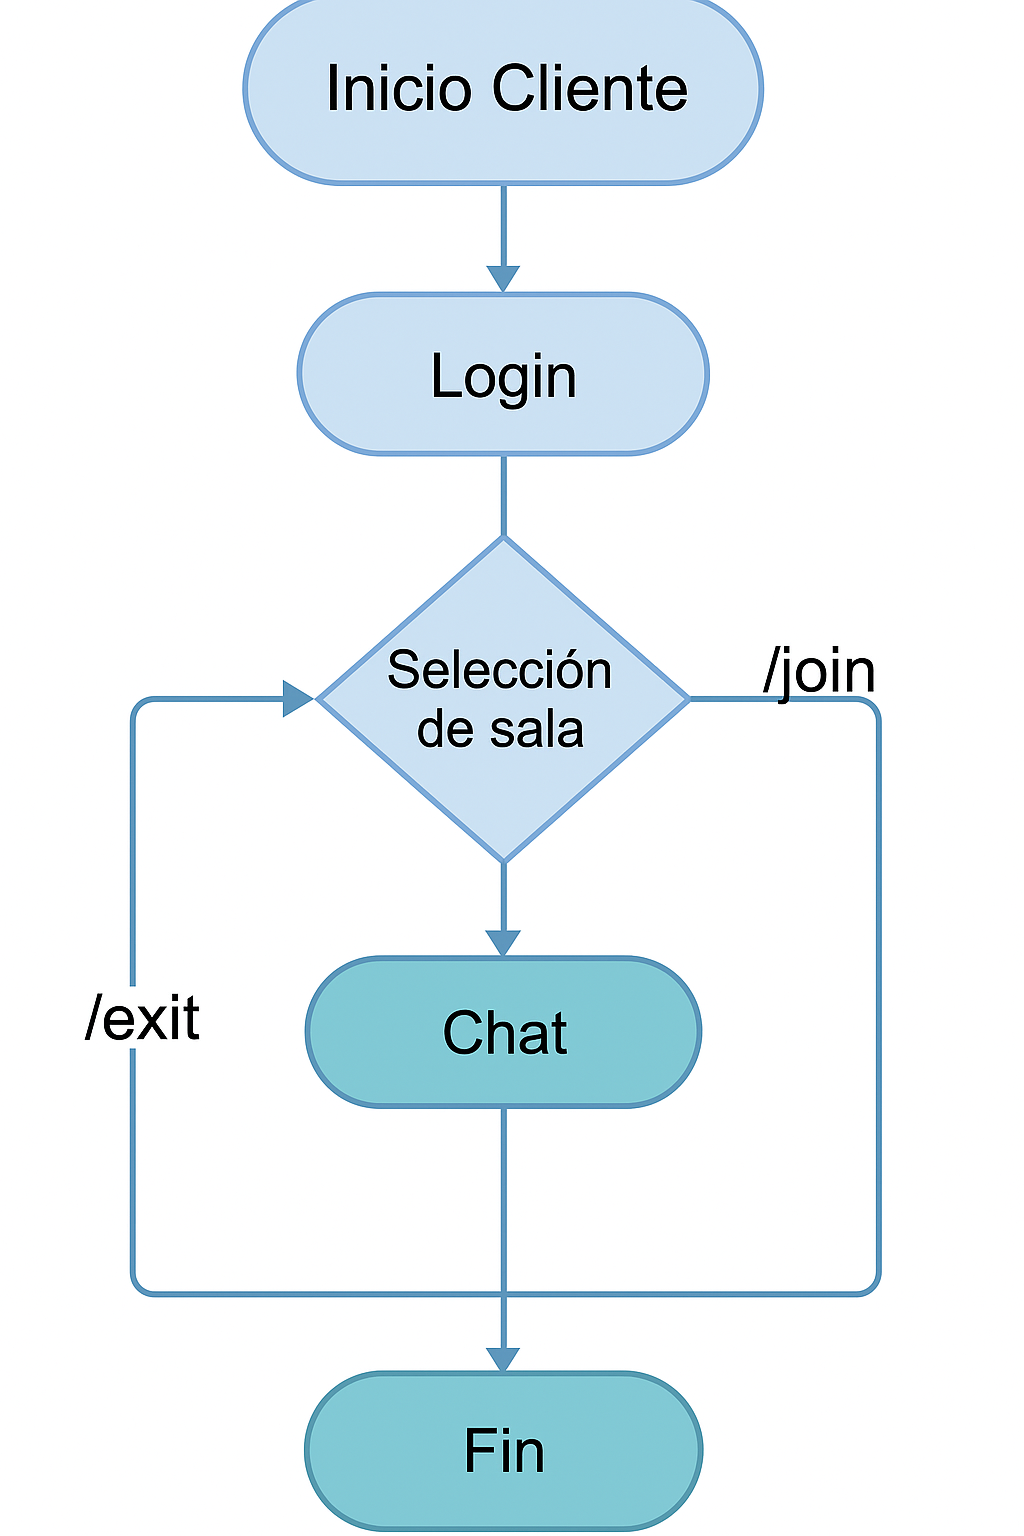 Inicio Cliente
Login
Selección
de sala
/join
/exit
Chat
Fin